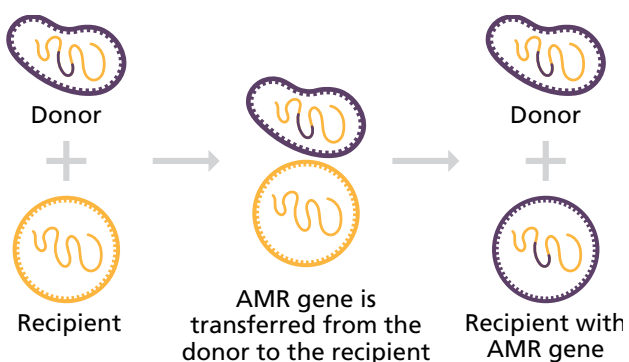 Donor
Recipient
AMR gene is
transferred from the
donor to the recipient
Donor
Recipient with
AMR gene